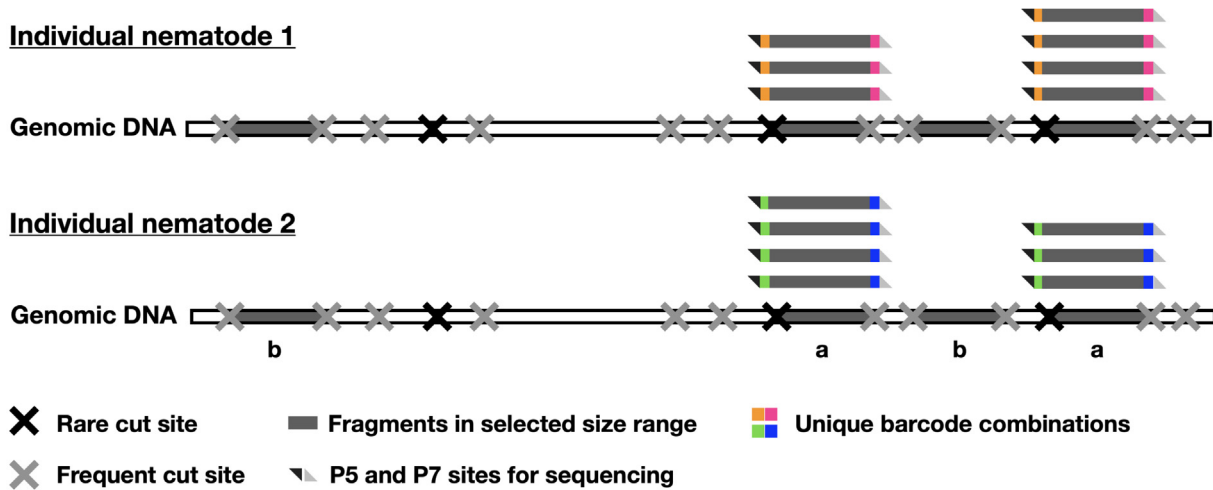 Individual nematode 1
Genomic DNA
Individual nematode 2
Genomic DNA
b a b a
Rare cut site Fragments in selected size range Unique barcode combinations
Frequent cut site P5 and P7 sites for sequencing